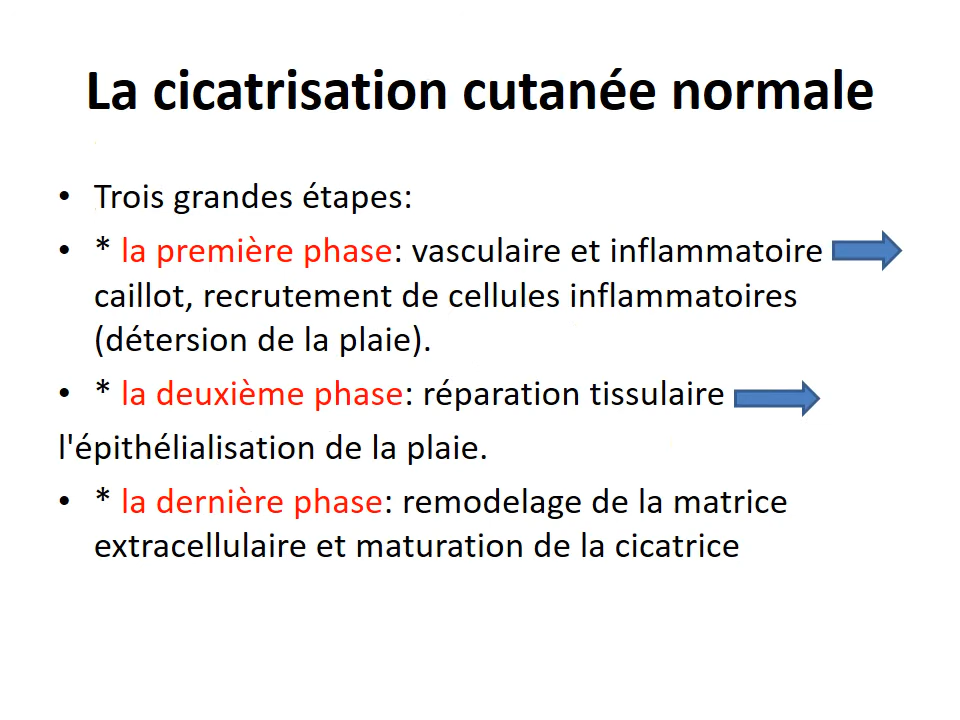 La cicatrisation cutanée normale
• Trois grandes étapes:
• * la première phase: vasculaire et inflammatoire
caillot, recrutement de cellules inflammatoires
(détersion de la plaie).
• * la deuxième phase: réparation tissulaire
l'épithélialisation de la plaie.
• * la dernière phase: remodelage de la matrice
extracellulaire et maturation de la cicatrice